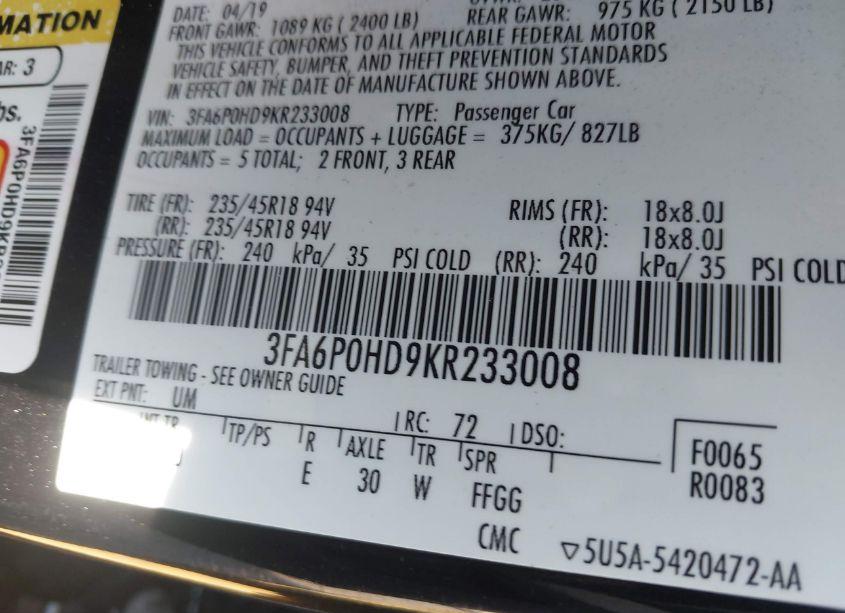 MATION
AR: 3
bs.
3FA6P0HD9KR
DATE: 04/19
REAR GAWR: 975 KG ( 2150 LB)
FRONT GAWR: 1089 KG ( 2400 LB)
THIS VEHICLE CONFORMS TO ALL APPLICABLE FEDERAL MOTOR
VEHICLE SAFETY, BUMPER, AND THEFT PREVENTION STANDARDS
IN EFFECT ON THE DATE OF MANUFACTURE SHOWN ABOVE.
VIN: 3FA6P0HD9KR233008 TYPE: Passenger Car
MAXIMUM LOAD = OCCUPANTS + LUGGAGE = 375KG/ 827LB
OCCUPANTS = 5 TOTAL; 2 FRONT, 3 REAR
TIRE (FR): 235/45R18 94V RIMS (FR): 18x8.0J
(RR): 235/45R18 94V (RR): 18x8.0J
PRESSURE (FR): 240 kPa/ 35 PSI COLD (RR): 240 kPa/ 35 PSI COLD
3FA6P0HD9KR233008
TRAILER TOWING - SEE OWNER GUIDE
EXT PNT: UM RC: 72 DSO:
INT TR TP/PS R AXLE TR SPR F0065
E 30 W FFGG R0083
CMC ▽5U5A-5420472-AA